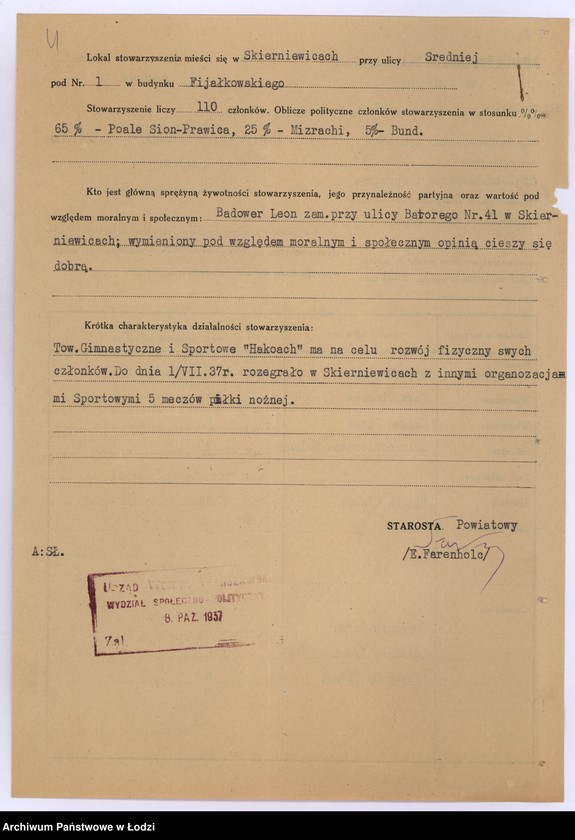 Lokal stowarzyszenia mieści się w Skierniewicach przy ulicy Sredniej
pod Nr. 1 w budynku Fijałkowskiego
Stowarzyszenie liczy 110 członków. Oblicze polityczne członków stowarzyszenia w stosunku %%
65 % - Poale Sion-Prawica, 25 % - Mizrachi, 5%- Bund.
Kto jest główną sprężyną żywotności stowarzyszenia, jego przynależność partyjna oraz wartość pod
względem moralnym i społecznym: Badower Leon zam.przy ulicy Batorego Nr.41 w Skier-
niewicach; wymieniony pod względem moralnym i społecznym opinią cieszy się
dobrą.
Krótka charakterystyka działalności stowarzyszenia:
Tow.Gimnastyczne i Sportowe "Hakoach" ma na celu rozwój fizyczny swych
członków.Do dnia 1/VII.37r. rozegrało w Skierniewicach z innymi organozacjam
mi Sportowymi 5 meczów piłki nożnej.
STAROSTA Powiatowy
A:SŁ.
/E.Farenholc/
URZĄD
WYDZIAŁ SPOŁECZNO-POLITYCZNY
8. PAŹ. 1937
Zał.
Archiwum Państwowe w Łodzi